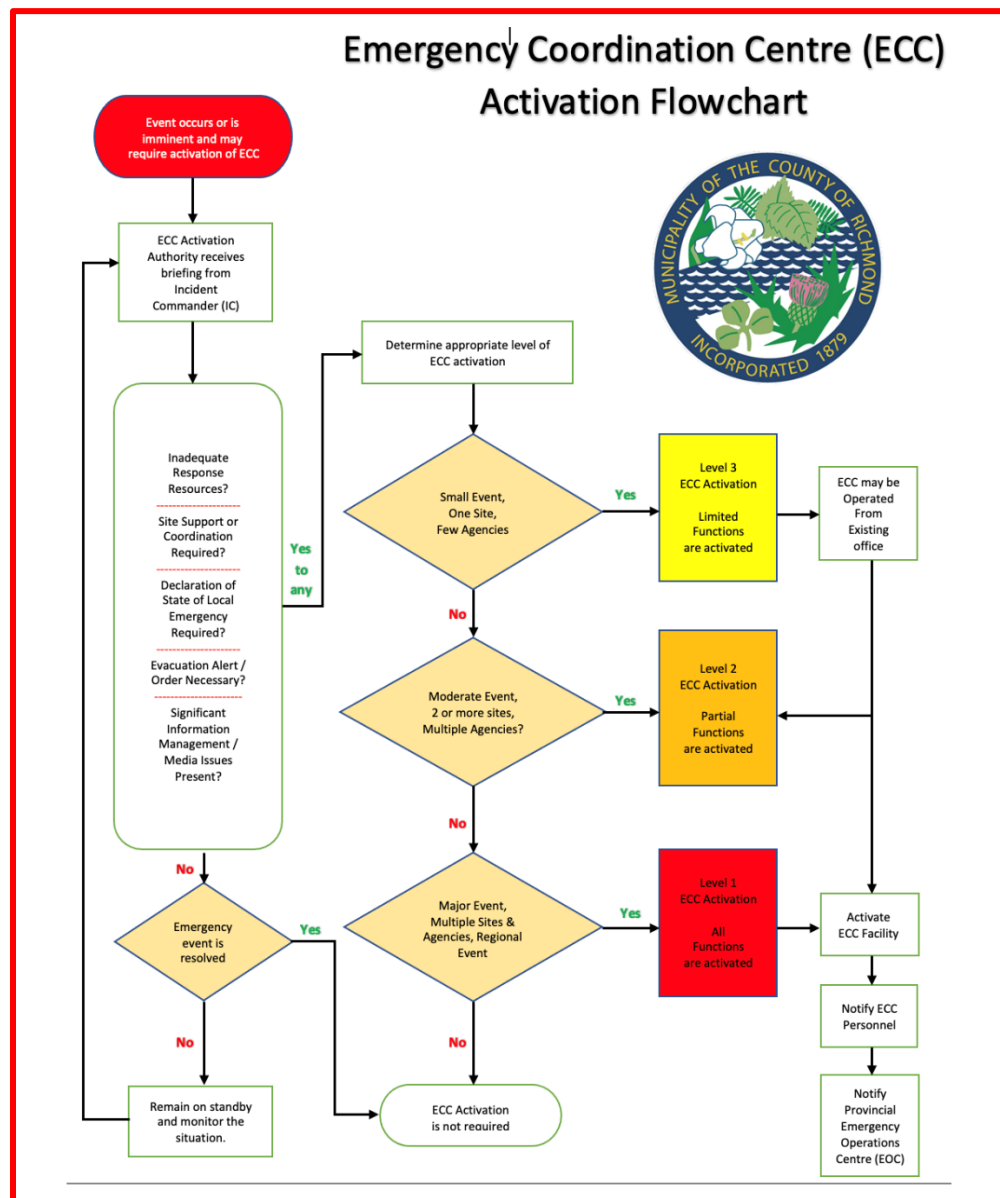 Emergency Coordination Centre (ECC)
Activation Flowchart
MUNICIPALITY OF THE COUNTY OF RICHMOND
INCORPORATED 1879
Event occurs or is
imminent and may
require activation of ECC
ECC Activation
Authority receives
briefing from
Incident
Commander (IC)
Inadequate
Response
Resources?
Site Support or
Coordination
Required?
Declaration of
State of Local
Emergency
Required?
Evacuation Alert /
Order Necessary?
Significant
Information
Management /
Media Issues
Present?
Yes
to
any
No
Emergency
event is
resolved
Yes
No
Remain on standby
and monitor the
situation.
Determine appropriate level of
ECC activation
Small Event,
One Site,
Few Agencies
Yes
Level 3
ECC Activation
Limited
Functions
are activated
ECC may be
Operated
From
Existing
office
No
Moderate Event,
2 or more sites,
Multiple Agencies?
Yes
Level 2
ECC Activation
Partial
Functions
are activated
No
Major Event,
Multiple Sites &
Agencies, Regional
Event
Yes
Level 1
ECC Activation
All
Functions
are activated
Activate
ECC Facility
Notify ECC
Personnel
Notify
Provincial
Emergency
Operations
Centre (EOC)
No
ECC Activation
is not required